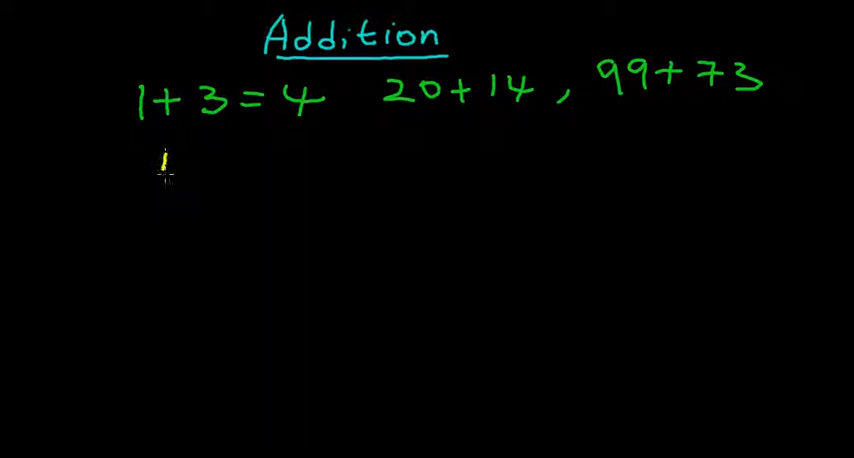 Addition
1 + 3 = 4 20 + 14 , 99 + 73